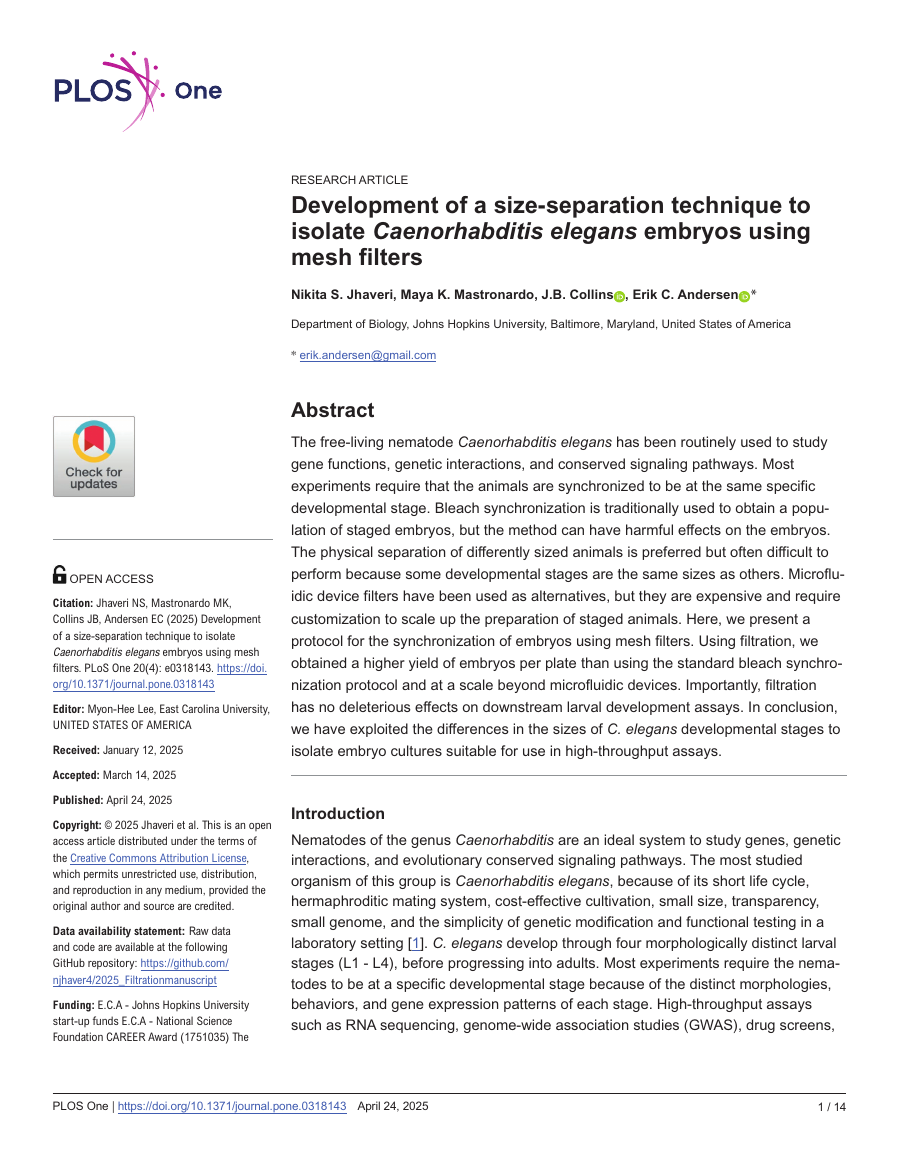 PLOS One
RESEARCH ARTICLE
Development of a size-separation technique to
isolate Caenorhabditis elegans embryos using
mesh filters
Nikita S. Jhaveri, Maya K. Mastronardo, J.B. Collins, Erik C. Andersen*
Department of Biology, Johns Hopkins University, Baltimore, Maryland, United States of America
* erik.andersen@gmail.com
Abstract
The free-living nematode Caenorhabditis elegans has been routinely used to study
gene functions, genetic interactions, and conserved signaling pathways. Most
experiments require that the animals are synchronized to be at the same specific
developmental stage. Bleach synchronization is traditionally used to obtain a popu-
lation of staged embryos, but the method can have harmful effects on the embryos.
The physical separation of differently sized animals is preferred but often difficult to
perform because some developmental stages are the same sizes as others. Microflu-
idic device filters have been used as alternatives, but they are expensive and require
customization to scale up the preparation of staged animals. Here, we present a
protocol for the synchronization of embryos using mesh filters. Using filtration, we
obtained a higher yield of embryos per plate than using the standard bleach synchro-
nization protocol and at a scale beyond microfluidic devices. Importantly, filtration
has no deleterious effects on downstream larval development assays. In conclusion,
we have exploited the differences in the sizes of C. elegans developmental stages to
isolate embryo cultures suitable for use in high-throughput assays.
Introduction
Nematodes of the genus Caenorhabditis are an ideal system to study genes, genetic
interactions, and evolutionary conserved signaling pathways. The most studied
organism of this group is Caenorhabditis elegans, because of its short life cycle,
hermaphroditic mating system, cost-effective cultivation, small size, transparency,
small genome, and the simplicity of genetic modification and functional testing in a
laboratory setting [1]. C. elegans develop through four morphologically distinct larval
stages (L1 - L4), before progressing into adults. Most experiments require the nema-
todes to be at a specific developmental stage because of the distinct morphologies,
behaviors, and gene expression patterns of each stage. High-throughput assays
such as RNA sequencing, genome-wide association studies (GWAS), drug screens,
Check for
updates
OPEN ACCESS
Citation: Jhaveri NS, Mastronardo MK,
Collins JB, Andersen EC (2025) Development
of a size-separation technique to isolate
Caenorhabditis elegans embryos using mesh
filters. PLoS One 20(4): e0318143. https://doi.
org/10.1371/journal.pone.0318143
Editor: Myon-Hee Lee, East Carolina University,
UNITED STATES OF AMERICA
Received: January 12, 2025
Accepted: March 14, 2025
Published: April 24, 2025
Copyright: © 2025 Jhaveri et al. This is an open
access article distributed under the terms of
the Creative Commons Attribution License,
which permits unrestricted use, distribution,
and reproduction in any medium, provided the
original author and source are credited.
Data availability statement: Raw data
and code are available at the following
GitHub repository: https://github.com/
njhaver4/2025_Filtrationmanuscript
Funding: E.C.A - Johns Hopkins University
start-up funds E.C.A - National Science
Foundation CAREER Award (1751035) The
PLOS One | https://doi.org/10.1371/journal.pone.0318143 April 24, 2025
1 / 14